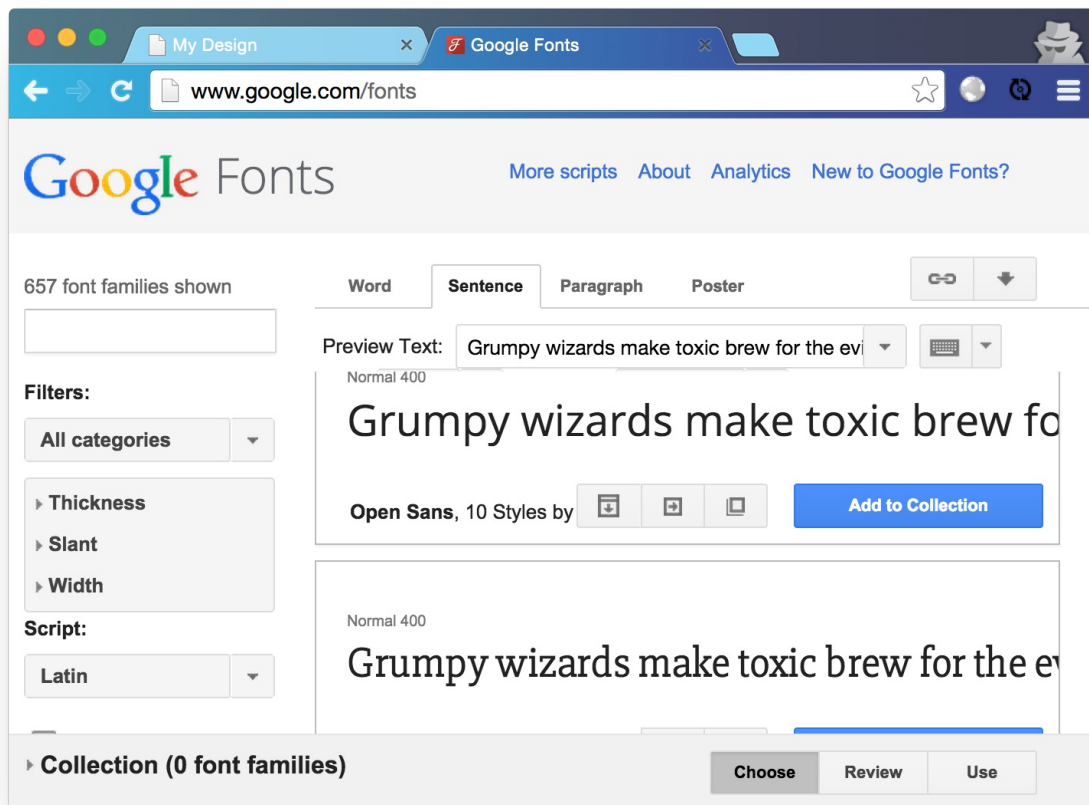 My Design
Google Fonts
www.google.com/fonts
Google Fonts
More scripts About Analytics New to Google Fonts?
657 font families shown
Word Sentence Paragraph Poster
Preview Text: Grumpy wizards make toxic brew for the evi
Filters:
All categories
Thickness
Slant
Width
Script:
Latin
Normal 400
Grumpy wizards make toxic brew fo
Open Sans, 10 Styles by
Add to Collection
Normal 400
Grumpy wizards make toxic brew for the ev
Collection (0 font families)
Choose Review Use